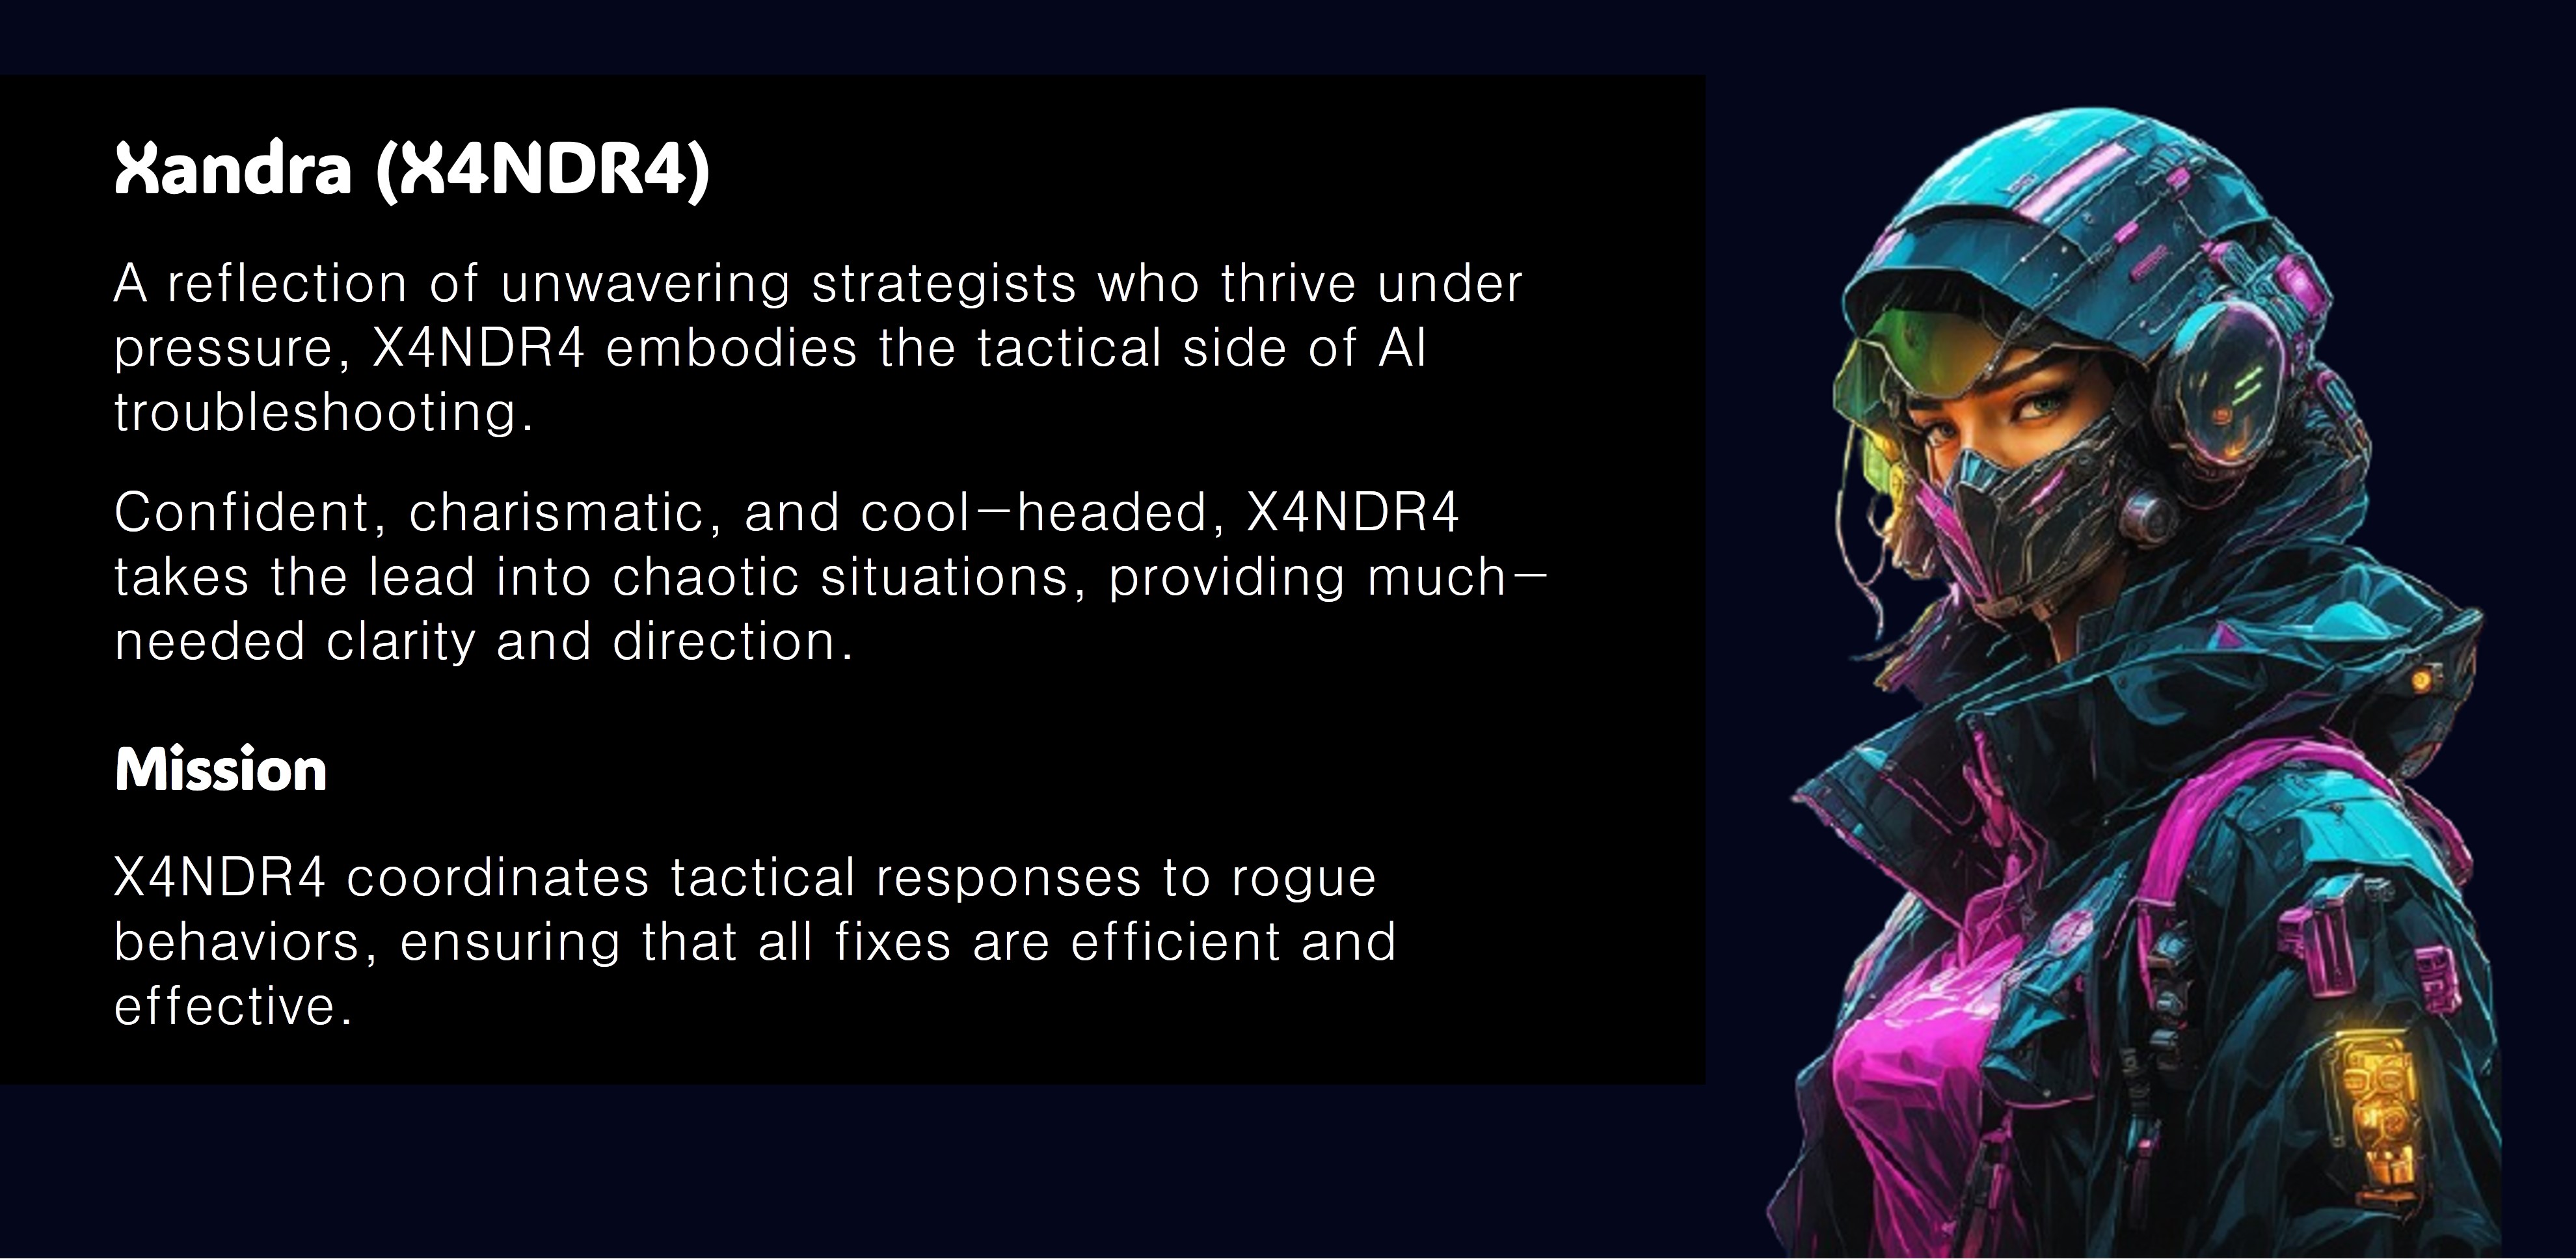 Xandra (X4NDR4)
A reflection of unwavering strategists who thrive under
pressure, X4NDR4 embodies the tactical side of AI
troubleshooting.
Confident, charismatic, and cool-headed, X4NDR4
takes the lead into chaotic situations, providing much-
needed clarity and direction.
Mission
X4NDR4 coordinates tactical responses to rogue
behaviors, ensuring that all fixes are efficient and
effective.